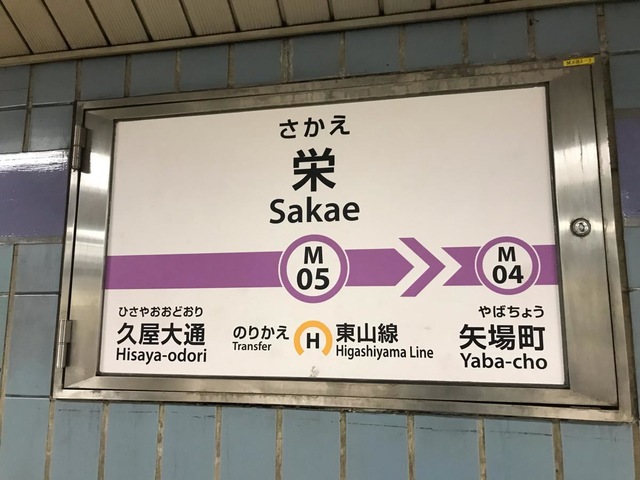 さかえ
栄
Sakae
M
05
M
04
ひさやおおどおり
久屋大通
Hisaya-odori
のりかえ
Transfer
H
東山線
Higashiyama Line
やばちょう
矢場町
Yaba-cho